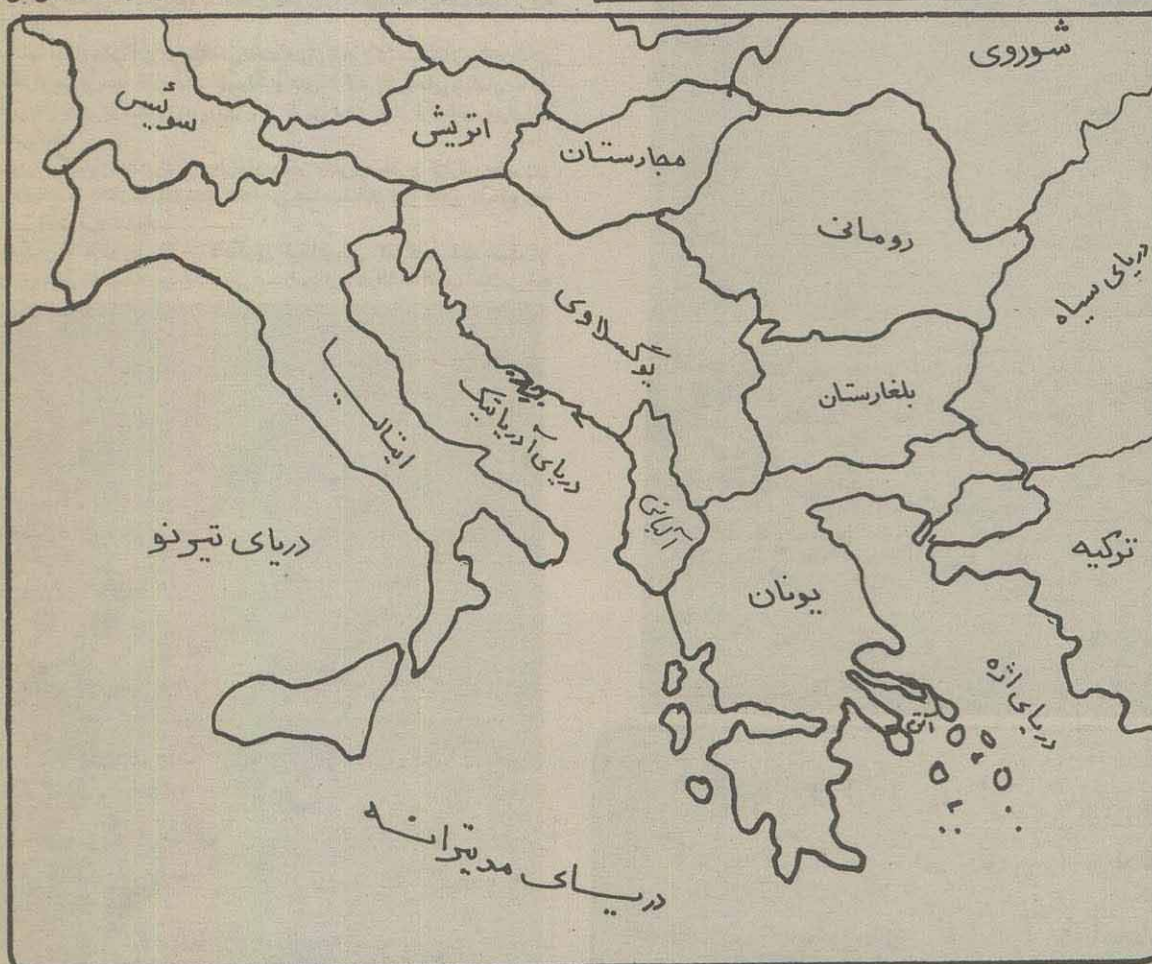 شوروی
سوئیس
اتریش
مجارستان
رومانی
دریای سیاه
یوگسلاوی
بلغارستان
ایتالیا
دریای آدریاتیک
آلبانی
ترکیه
دریای تیرنو
یونان
دریای اژه
آتن
دریای مدیترانه